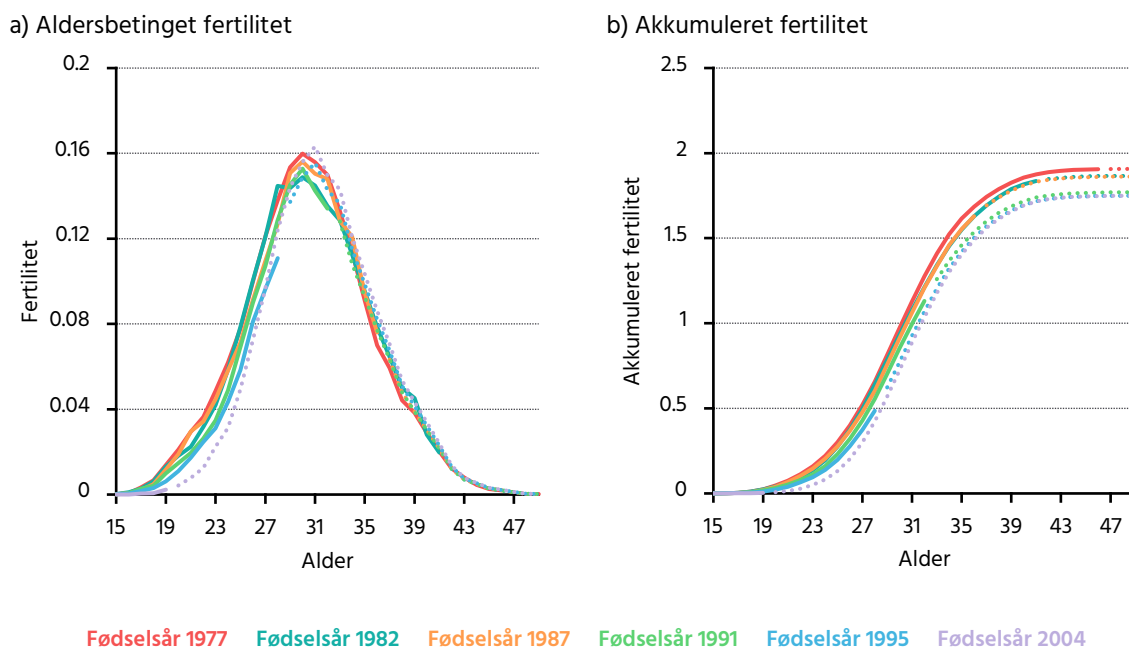 a) Aldersbetinget fertilitet
0.2
0.16
0.12
0.08
0.04
0
Fertilitet
15 19 23 27 31 35 39 43 47
Alder
b) Akkumuleret fertilitet
2.5
2
1.5
1
0.5
0
Akkumuleret fertilitet
15 19 23 27 31 35 39 43 47
Alder
Fødselsår 1977 Fødselsår 1982 Fødselsår 1987 Fødselsår 1991 Fødselsår 1995 Fødselsår 2004